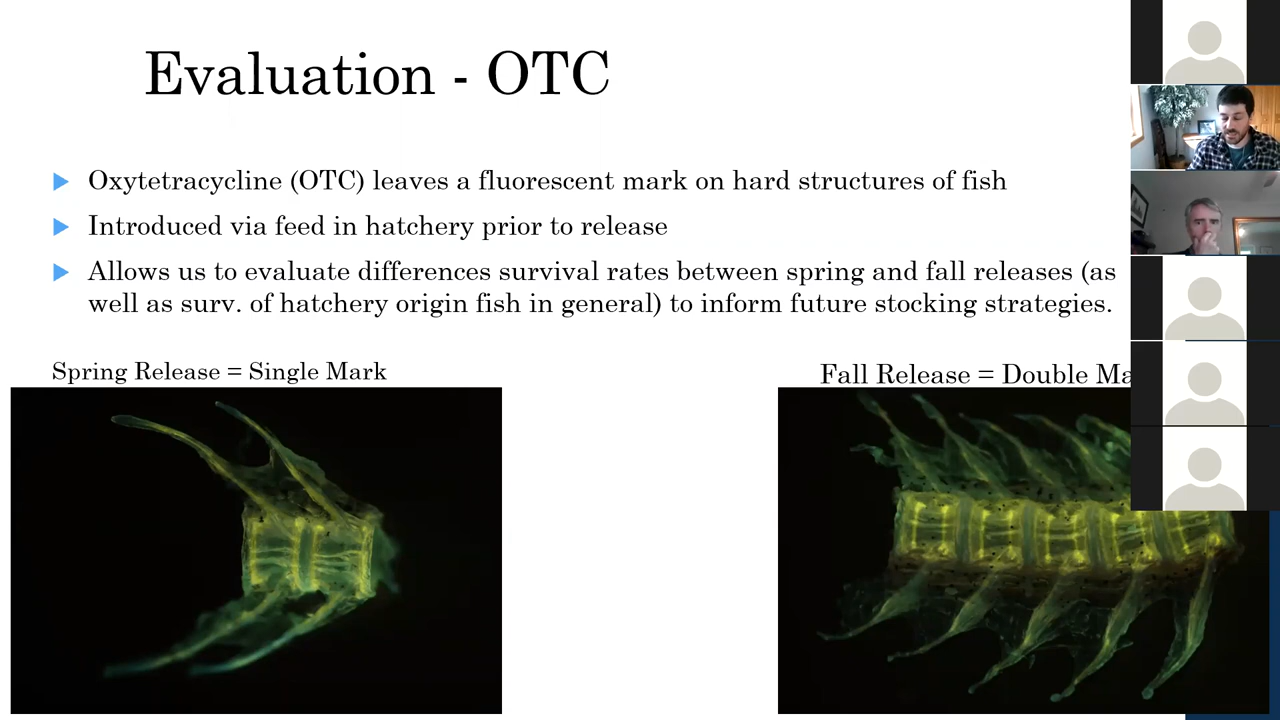 Evaluation - OTC
Oxytetracycline (OTC) leaves a fluorescent mark on hard structures of fish
Introduced via feed in hatchery prior to release
Allows us to evaluate differences survival rates between spring and fall releases (as
well as surv. of hatchery origin fish in general) to inform future stocking strategies.
Spring Release = Single Mark
Fall Release = Double Ma